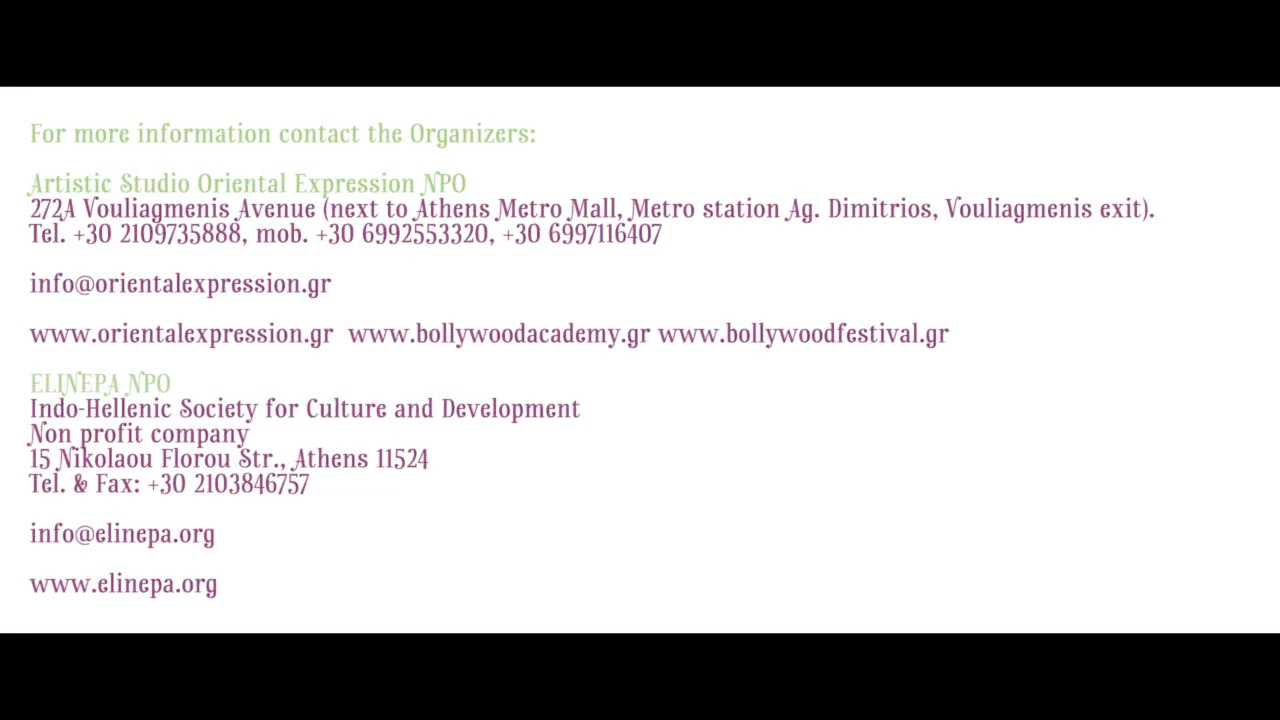 For more information contact the Organizers:
Artistic Studio Oriental Expression NPO
272A Vouliagmenis Avenue (next to Athens Metro Mall, Metro station Ag. Dimitrios, Vouliagmenis exit).
Tel. +30 2109735888, mob. +30 6992553320, +30 6997116407
info@orientalexpression.gr
www.orientalexpression.gr  www.bollywoodacademy.gr www.bollywoodfestival.gr
ELINEPA NPO
Indo-Hellenic Society for Culture and Development
Non profit company
15 Nikolaou Florou Str., Athens 11524
Tel. & Fax: +30 2103846757
info@elinepa.org
www.elinepa.org